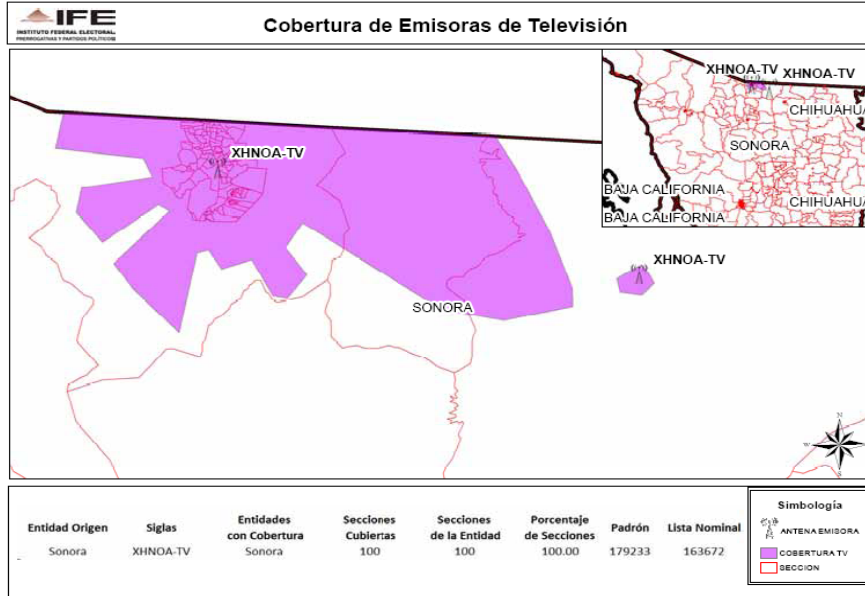 IFE
INSTITUTO FEDERAL ELECTORAL
PRERROGATIVAS Y PARTIDOS POLÍTICOS
Cobertura de Emisoras de Televisión
XHNOA-TV XHNOA-TV
CHIHUAHUA
SONORA
BAJA CALIFORNIA
CHIHUAHUA
BAJA CALIFORNIA
XHNOA-TV
XHNOA-TV
SONORA
N
W
E
S
Entidad Origen Siglas Entidades con Cobertura Secciones Cubiertas Secciones de la Entidad Porcentaje de Secciones Padrón Lista Nominal
Sonora XHNOA-TV Sonora 100 100 100.00 179233 163672
Simbología
ANTENA EMISORA
COBERTURA TV
SECCION